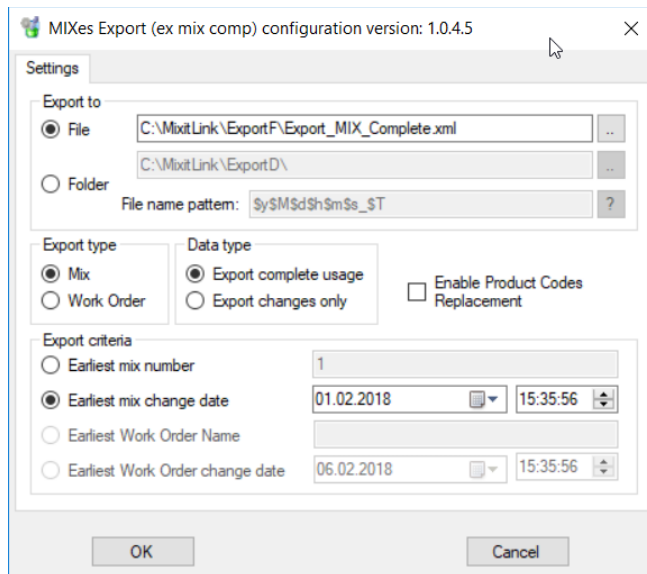 MIXes Export (ex mix comp) configuration version: 1.0.4.5
Settings
Export to
File C:\MixitLink\ExportF\Export_MIX_Complete.xml ..
C:\MixitLink\ExportD\ ..
Folder
File name pattern: $y$M$d$h$m$s_$T ?
Export type Data type
Mix Export complete usage
Work Order Export changes only
Enable Product Codes
Replacement
Export criteria
Earliest mix number 1
Earliest mix change date 01.02.2018 15:35:56
Earliest Work Order Name
Earliest Work Order change date 06.02.2018 15:35:56
OK Cancel